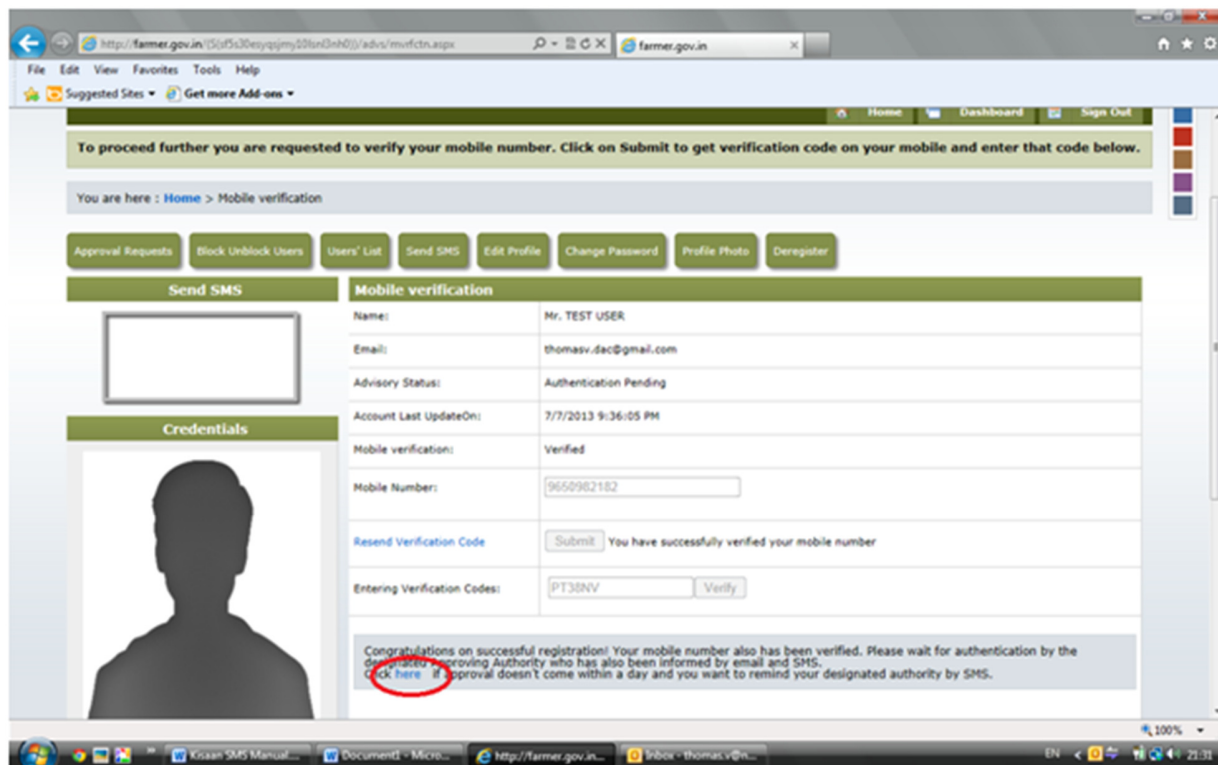 http://farmer.gov.in/(S(sf5s30esyqsjmy10lsnl3nh0))/advs/mvrfctn.aspx
farmer.gov.in
File Edit View Favorites Tools Help
Suggested Sites Get more Add-ons
Home Dashboard Sign Out
To proceed further you are requested to verify your mobile number. Click on Submit to get verification code on your mobile and enter that code below.
You are here : Home > Mobile verification
Approval Requests Block Unblock Users Users' List Send SMS Edit Profile Change Password Profile Photo Deregister
Send SMS
Mobile verification
Name: Mr. TEST USER
Email: thomasv.dac@gmail.com
Advisory Status: Authentication Pending
Account Last UpdateOn: 7/7/2013 9:36:05 PM
Credentials
Mobile verification: Verified
Mobile Number: 9650982182
Resend Verification Code Submit You have successfully verified your mobile number
Entering Verification Codes: PT38NV Verify
Congratulations on successful registration! Your mobile number also has been verified. Please wait for authentication by the
designated Approving Authority who has also been informed by email and SMS.
Click here if approval doesn't come within a day and you want to remind your designated authority by SMS.
100%
Kisaan SMS Manual.... Document1 - Micro... http://farmer.gov.in... Inbox - thomas.v@n... EN 21:31